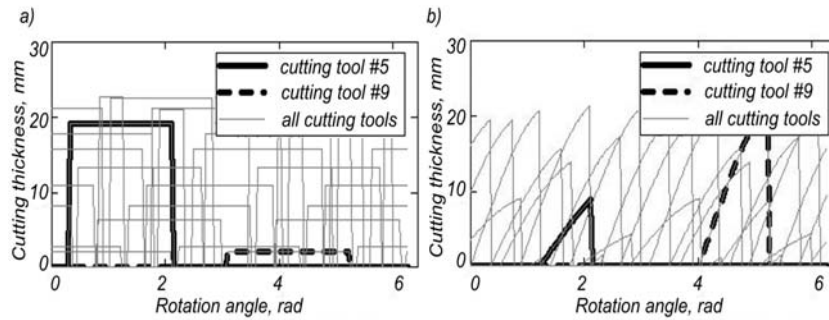 a)
Cutting thickness, mm
30
20
10
0
cutting tool #5
cutting tool #9
all cutting tools
0 2 4 6
Rotation angle, rad
b)
Cutting thickness, mm
30
20
10
0
cutting tool #5
cutting tool #9
all cutting tools
0 2 4 6
Rotation angle, rad